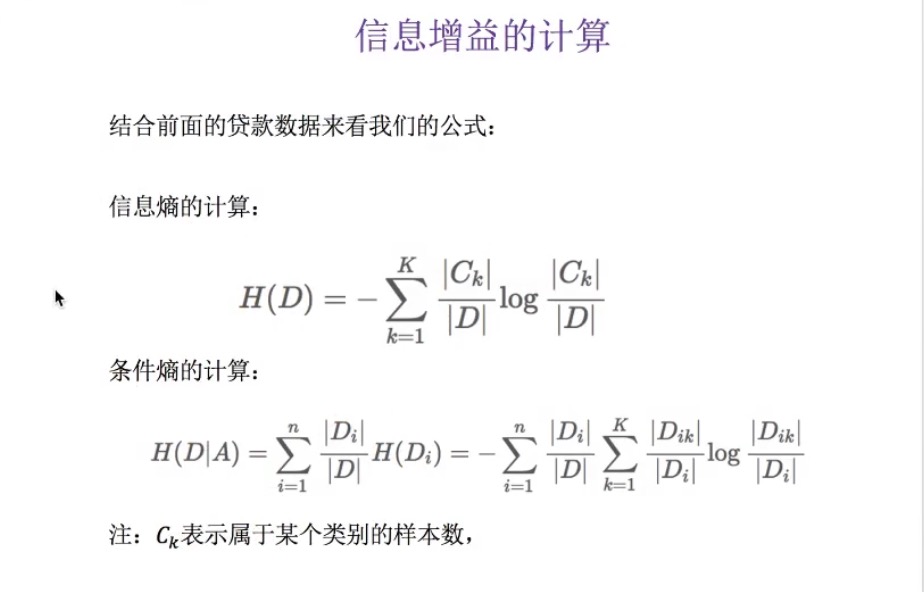 信息增益的计算
结合前面的贷款数据来看我们的公式：
信息熵的计算：
$H(D) = -\sum_{k=1}^{K} \frac{|C_k|}{|D|} \log \frac{|C_k|}{|D|}$
条件熵的计算：
$H(D|A) = \sum_{i=1}^{n} \frac{|D_i|}{|D|} H(D_i) = -\sum_{i=1}^{n} \frac{|D_i|}{|D|} \sum_{k=1}^{K} \frac{|D_{ik}|}{|D_i|} \log \frac{|D_{ik}|}{|D_i|}$
注：$C_k$表示属于某个类别的样本数，